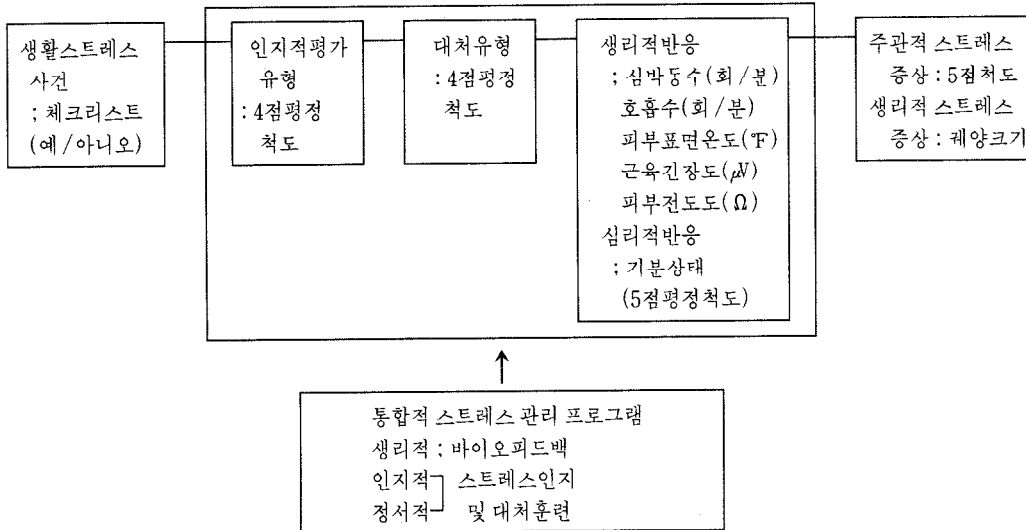 생활스트레스
사건
; 체크리스트
(예/아니오)
인지적평가
유형
: 4점평정
척도
대처유형
: 4점평정
척도
생리적반응
; 심박동수(회/분)
호흡수(회/분)
피부표면온도(℉)
근육긴장도(㎶)
피부전도도(Ω)
심리적반응
; 기분상태
(5점평정척도)
주관적 스트레스
증상 : 5점척도
생리적 스트레스
증상 : 궤양크기
통합적 스트레스 관리 프로그램
생리적 : 바이오피드백
인지적 스트레스인지
정서적 및 대처훈련